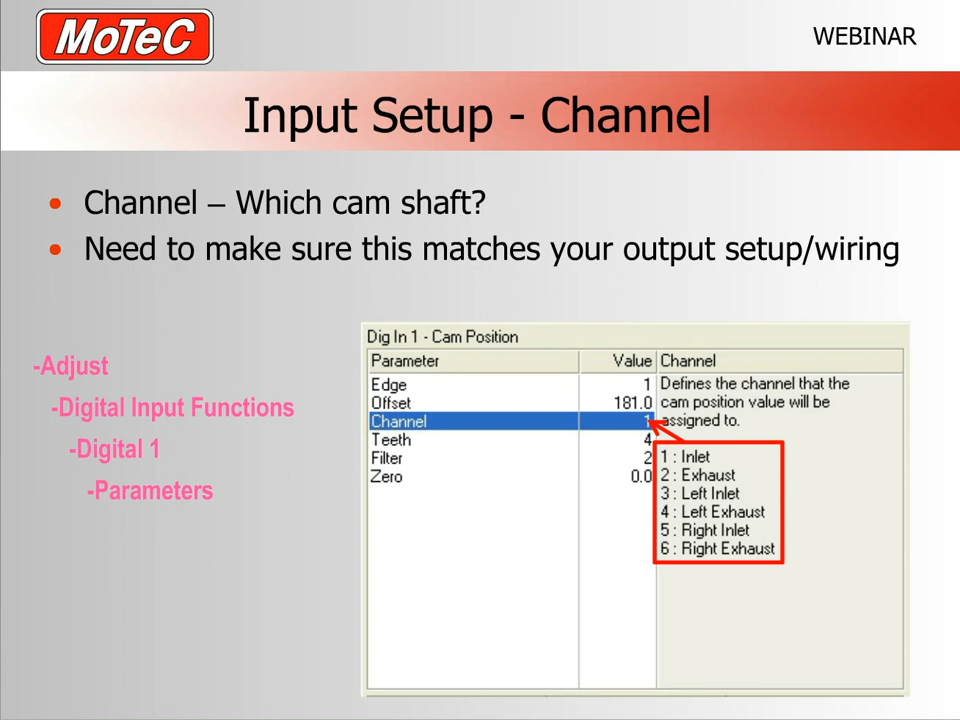 MoTeC
WEBINAR
Input Setup - Channel
• Channel – Which cam shaft?
• Need to make sure this matches your output setup/wiring
-Adjust
-Digital Input Functions
-Digital 1
-Parameters
Dig In 1 - Cam Position
Parameter Value Channel
Edge 1
Offset 181.0
Channel 1
Teeth 4
Filter 2
Zero 0.0
Defines the channel that the
cam position value will be
assigned to.
1 : Inlet
2 : Exhaust
3 : Left Inlet
4 : Left Exhaust
5 : Right Inlet
6 : Right Exhaust